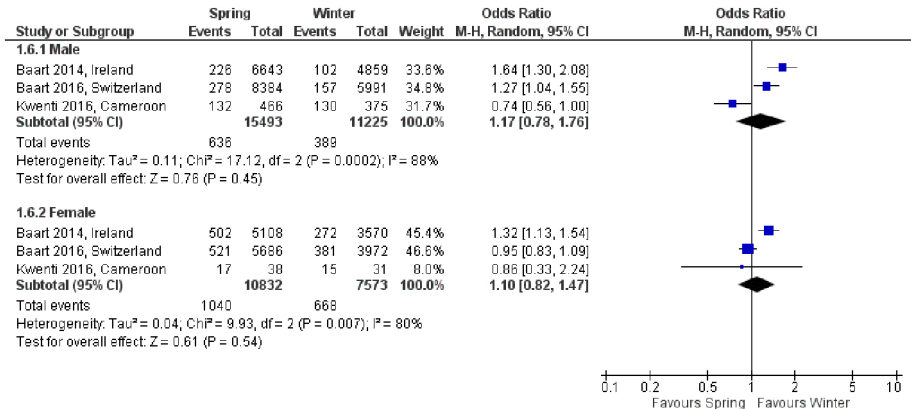 Spring Winter Odds Ratio Odds Ratio
Study or Subgroup Events Total Events Total Weight M-H, Random, 95% CI M-H, Random, 95% CI
1.6.1 Male
Baart 2014, Ireland 226 6643 102 4859 33.6% 1.64 [1.30, 2.08]
Baart 2016, Switzerland 278 8384 157 5991 34.8% 1.27 [1.04, 1.55]
Kwenti 2016, Cameroon 132 466 130 375 31.7% 0.74 [0.56, 1.00]
Subtotal (95% CI) 15493 11225 100.0% 1.17 [0.78, 1.76]
Total events 636 389
Heterogeneity: Tau² = 0.11; Chi² = 17.12, df = 2 (P = 0.0002); I² = 88%
Test for overall effect: Z = 0.76 (P = 0.45)
1.6.2 Female
Baart 2014, Ireland 502 5108 272 3570 45.4% 1.32 [1.13, 1.54]
Baart 2016, Switzerland 521 5686 381 3972 46.6% 0.95 [0.83, 1.09]
Kwenti 2016, Cameroon 17 38 15 31 8.0% 0.86 [0.33, 2.24]
Subtotal (95% CI) 10832 7573 100.0% 1.10 [0.82, 1.47]
Total events 1040 668
Heterogeneity: Tau² = 0.04; Chi² = 9.93, df = 2 (P = 0.007); I² = 80%
Test for overall effect: Z = 0.61 (P = 0.54)
0.1 0.2 0.5 1 2 5 10
Favours Spring Favours Winter